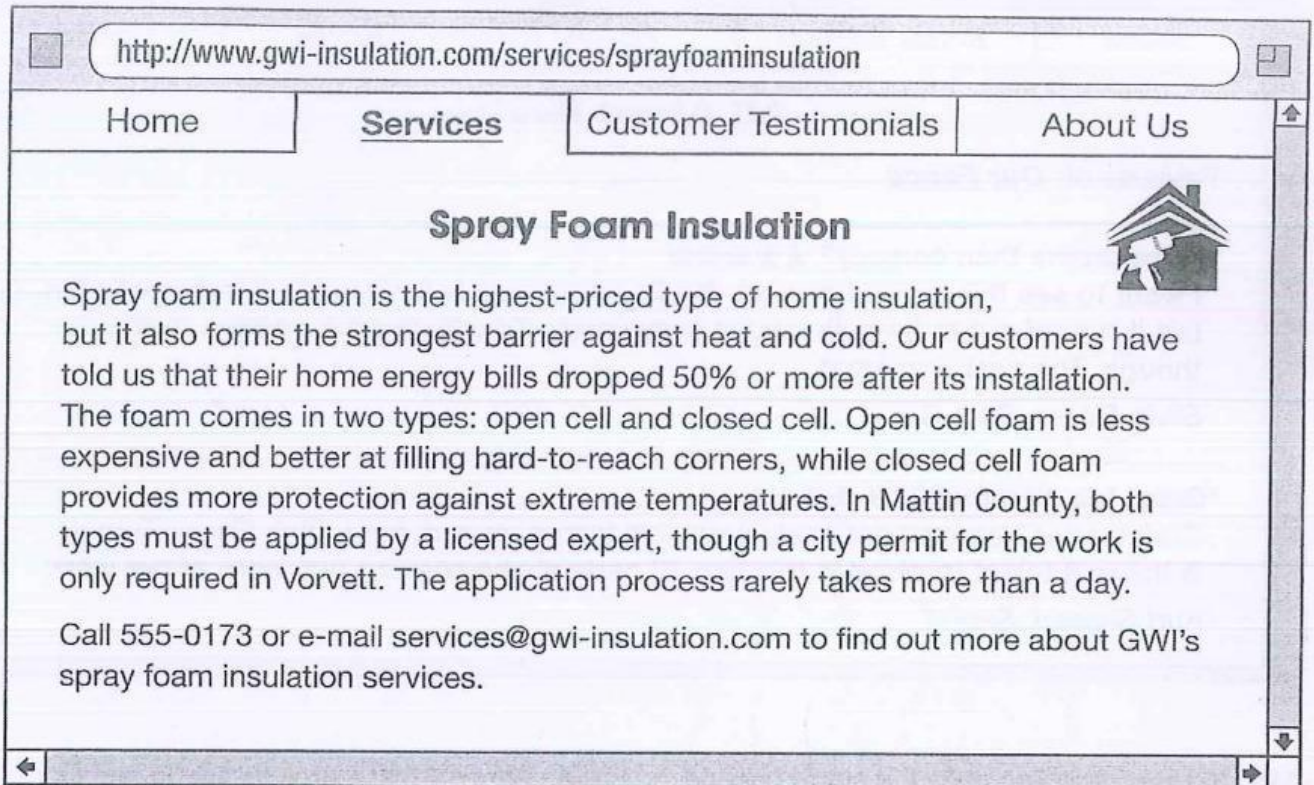 http://www.gwi-insulation.com/services/sprayfoaminsulation
Home Services Customer Testimonials About Us
Spray Foam Insulation
Spray foam insulation is the highest-priced type of home insulation,
but it also forms the strongest barrier against heat and cold. Our customers have
told us that their home energy bills dropped 50% or more after its installation.
The foam comes in two types: open cell and closed cell. Open cell foam is less
expensive and better at filling hard-to-reach corners, while closed cell foam
provides more protection against extreme temperatures. In Mattin County, both
types must be applied by a licensed expert, though a city permit for the work is
only required in Vorvett. The application process rarely takes more than a day.
Call 555-0173 or e-mail services@gwi-insulation.com to find out more about GWI's
spray foam insulation services.